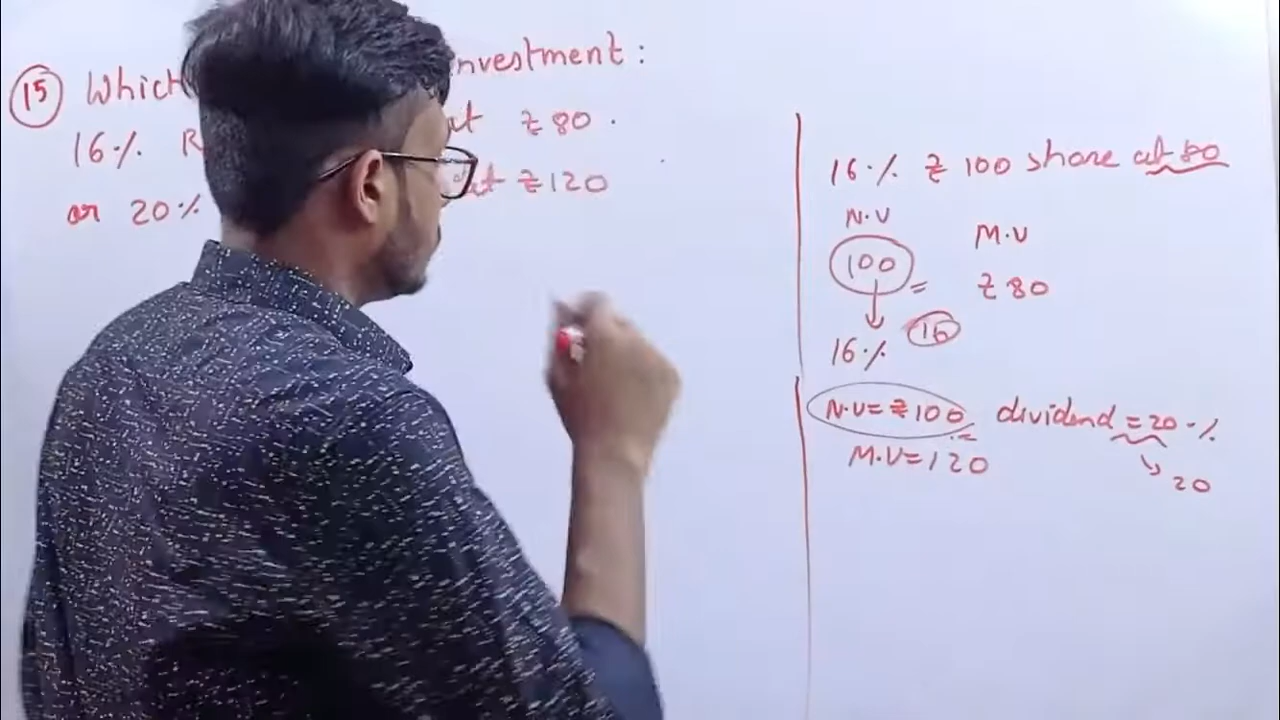 (15) Which nvestment:
16% R at ₹80.
or 20% at ₹120
16% ₹ 100 share at 80
N.V
M.V
100 =
₹80
16% 16
N.V= ₹100 dividend = 20%
M.V=120
20